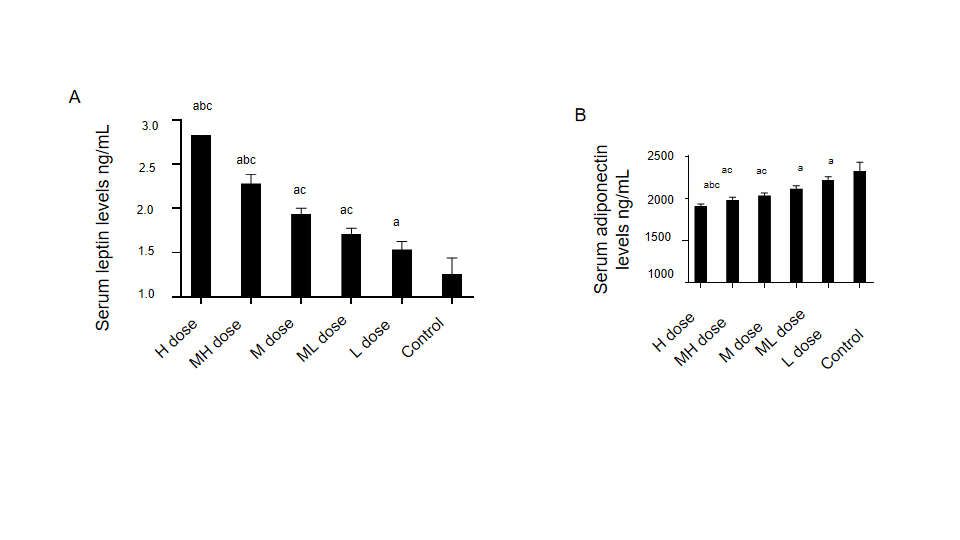 A
abc
3.0
abc
2.5
ac
2.0
ac
a
1.5
1.0
Serum leptin levels ng/mL
H dose
MH dose
M dose
ML dose
L dose
Control
B
2500
a
ac
ac
a
abc
2000
1500
1000
Serum adiponectin
levels ng/mL
H dose
MH dose
M dose
ML dose
L dose
Control